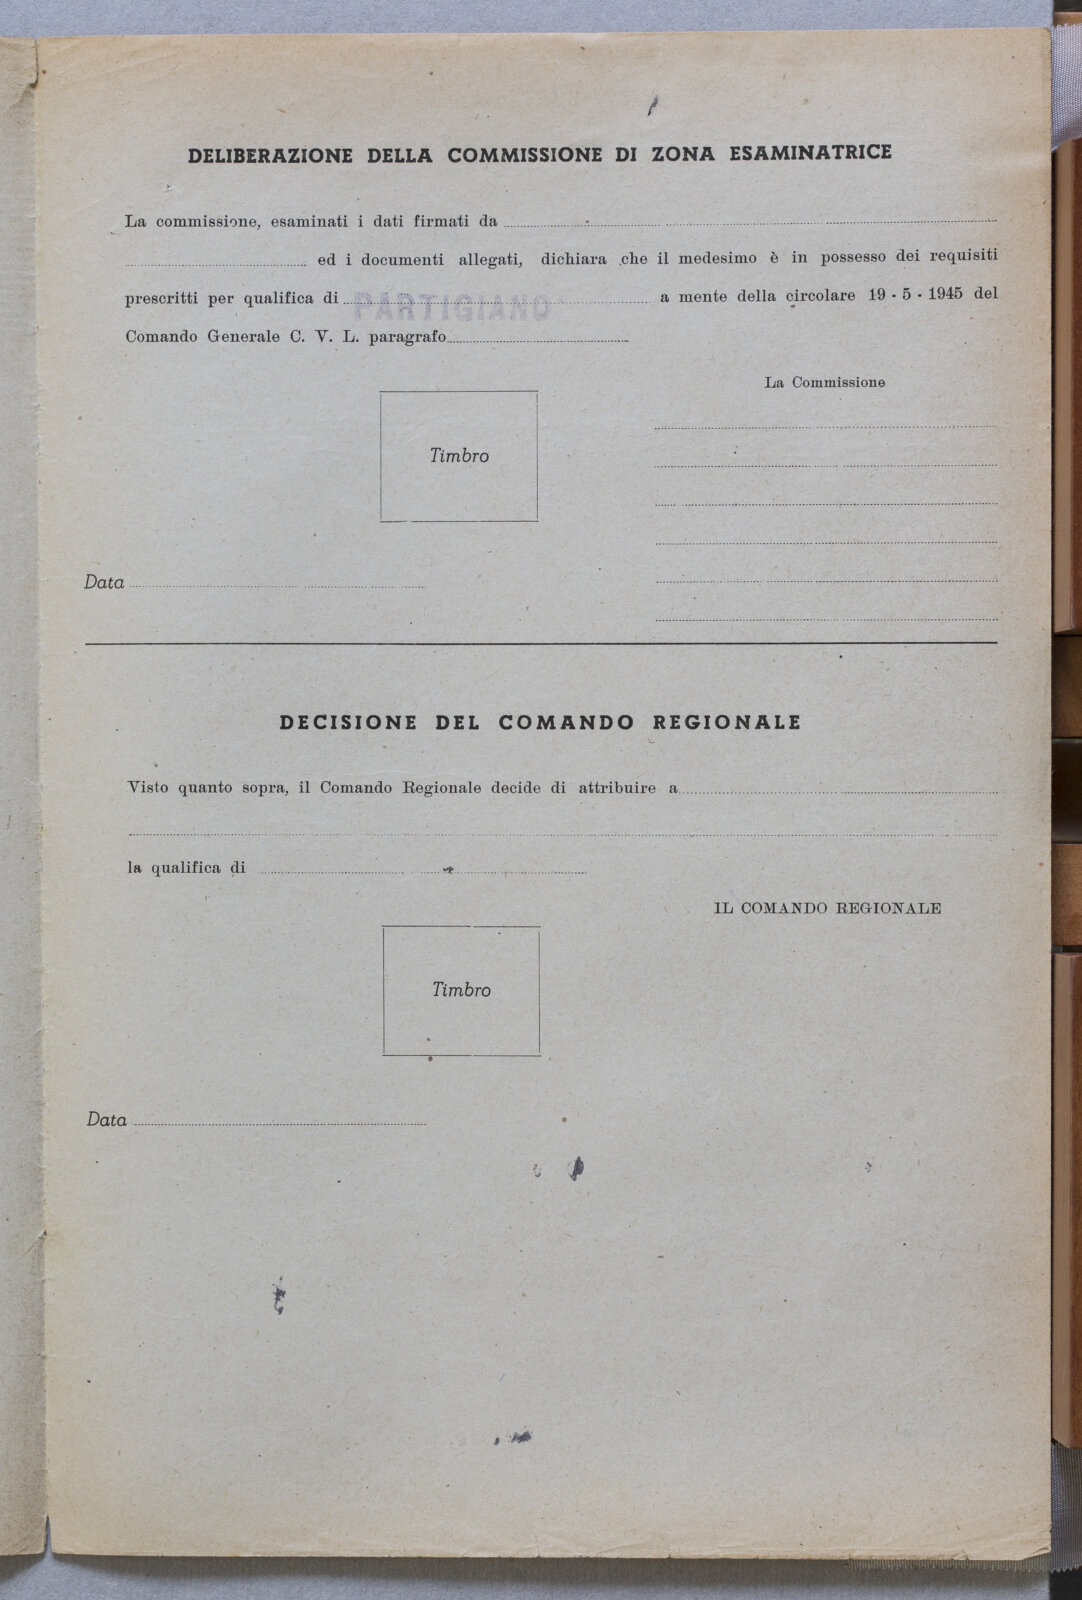 DELIBERAZIONE DELLA COMMISSIONE DI ZONA ESAMINATRICE
La commissione, esaminati i dati firmati da
ed i documenti allegati, dichiara che il medesimo è in possesso dei requisiti
prescritti per qualifica di PARTIGIANO a mente della circolare 19 - 5 - 1945 del
Comando Generale C. V. L. paragrafo
La Commissione
Timbro
Data
DECISIONE DEL COMANDO REGIONALE
Visto quanto sopra, il Comando Regionale decide di attribuire a
la qualifica di
IL COMANDO REGIONALE
Timbro
Data